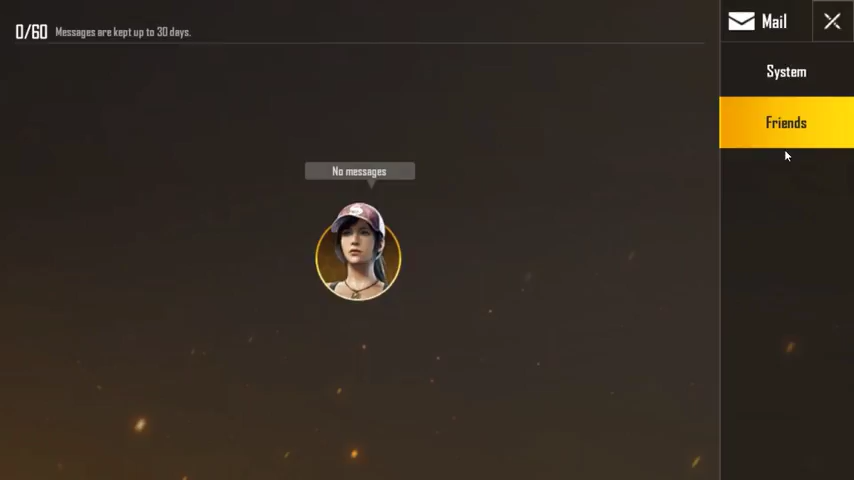 0/60 Messages are kept up to 30 days.
Mail
System
Friends
No messages